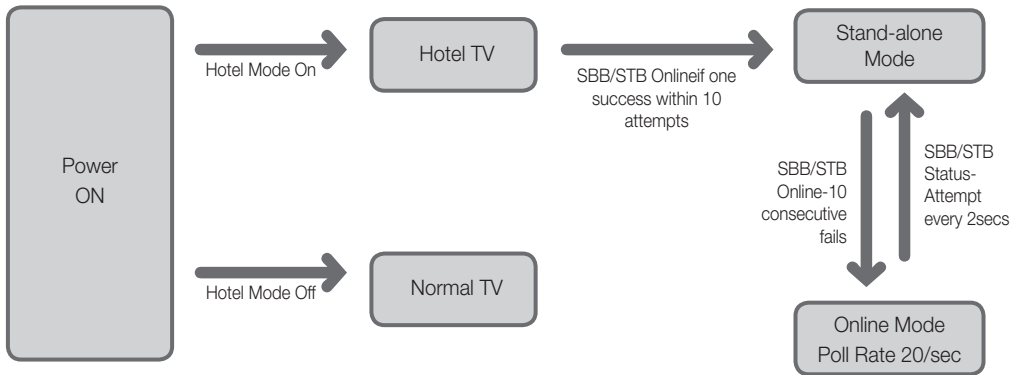 Power
ON
Hotel Mode On
Hotel TV
SBB/STB Onlineif one
success within 10
attempts
Stand-alone
Mode
SBB/STB
Online-10
consecutive
fails
SBB/STB
Status-
Attempt
every 2secs
Hotel Mode Off
Normal TV
Online Mode
Poll Rate 20/sec